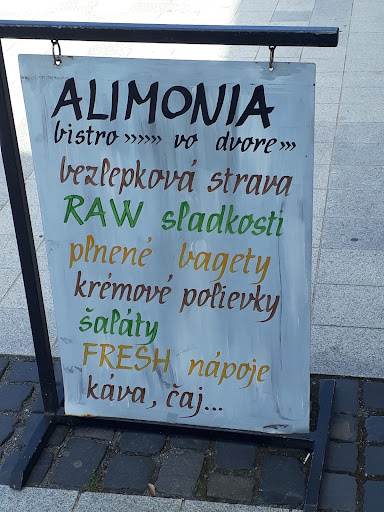 ALIMONIA
bistro »»» vo dvore »›
bezlepková strava
RAW sladkosti
plnené bagety
krémové polievky
šaláty
FRESH nápoje
káva, čaj...